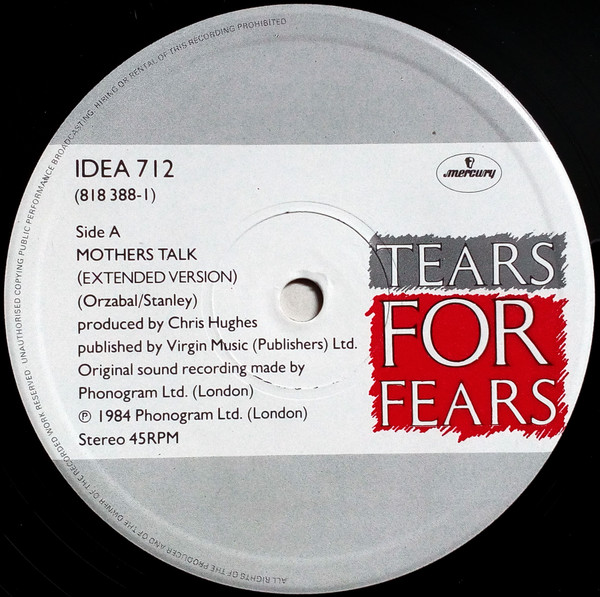 ALL RIGHTS OF THE PRODUCER AND OF THE OWNER OF THE RECORDED WORK RESERVED · UNAUTHORISED COPYING PUBLIC PERFORMANCE BROADCASTING, HIRING OR RENTAL OF THIS RECORDING PROHIBITED
IDEA 712
(818 388-1)
mercury
Side A
MOTHERS TALK
(EXTENDED VERSION)
(Orzabal/Stanley)
produced by Chris Hughes
published by Virgin Music (Publishers) Ltd.
Original sound recording made by
Phonogram Ltd. (London)
℗ 1984 Phonogram Ltd. (London)
Stereo 45RPM
TEARS
FOR
FEARS